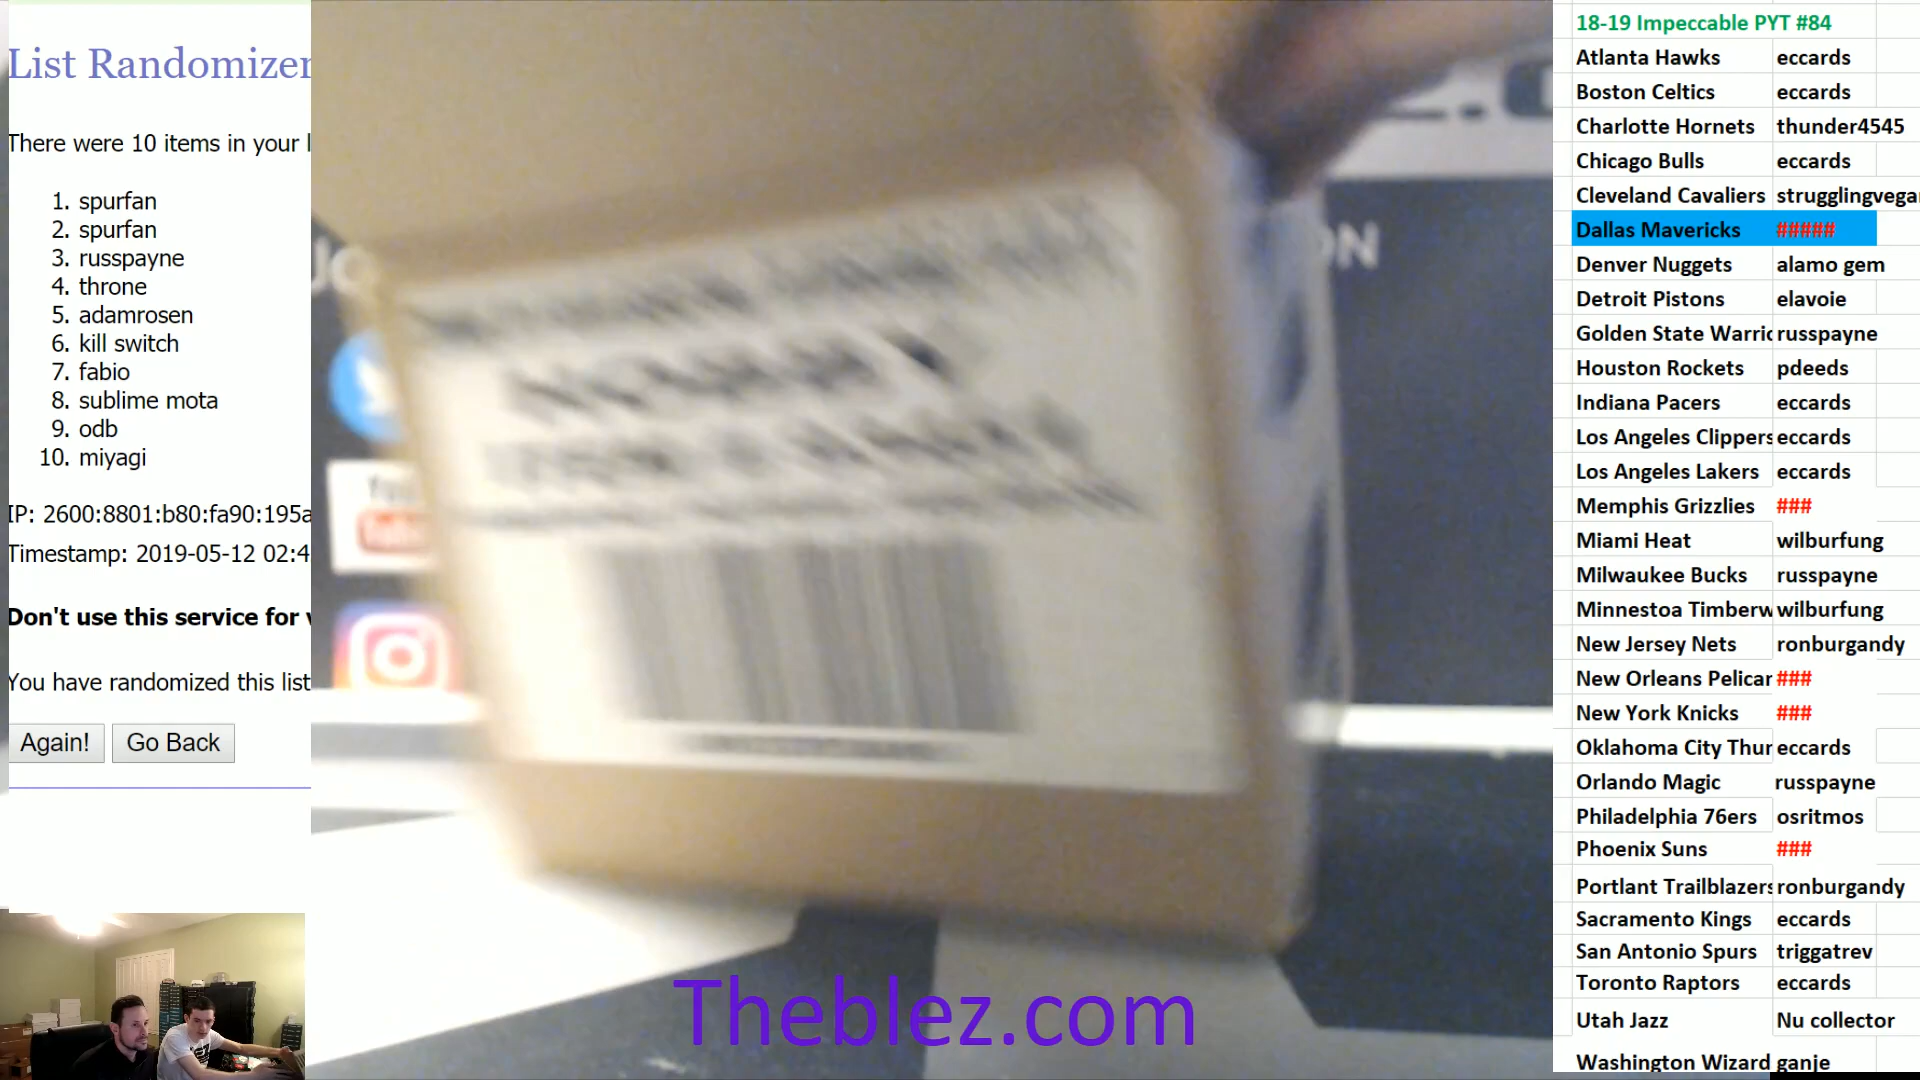 List Randomizer
There were 10 items in your l
1. spurfan
2. spurfan
3. russpayne
4. throne
5. adamrosen
6. kill switch
7. fabio
8. sublime mota
9. odb
10. miyagi
IP: 2600:8801:b80:fa90:195a
Timestamp: 2019-05-12 02:4
Don't use this service for
You have randomized this list
Again! Go Back
ON
Theblez.com
18-19 Impeccable PYT #84
Atlanta Hawks eccards
Boston Celtics eccards
Charlotte Hornets thunder4545
Chicago Bulls eccards
Cleveland Cavaliers strugglingvega
Dallas Mavericks #####
Denver Nuggets alamo gem
Detroit Pistons elavoie
Golden State Warric russpayne
Houston Rockets pdeeds
Indiana Pacers eccards
Los Angeles Clippers eccards
Los Angeles Lakers eccards
Memphis Grizzlies ###
Miami Heat wilburfung
Milwaukee Bucks russpayne
Minnestoa Timberw wilburfung
New Jersey Nets ronburgandy
New Orleans Pelicar ###
New York Knicks ###
Oklahoma City Thur eccards
Orlando Magic russpayne
Philadelphia 76ers osritmos
Phoenix Suns ###
Portlant Trailblazers ronburgandy
Sacramento Kings eccards
San Antonio Spurs triggatrev
Toronto Raptors eccards
Utah Jazz Nu collector
Washington Wizard ganje